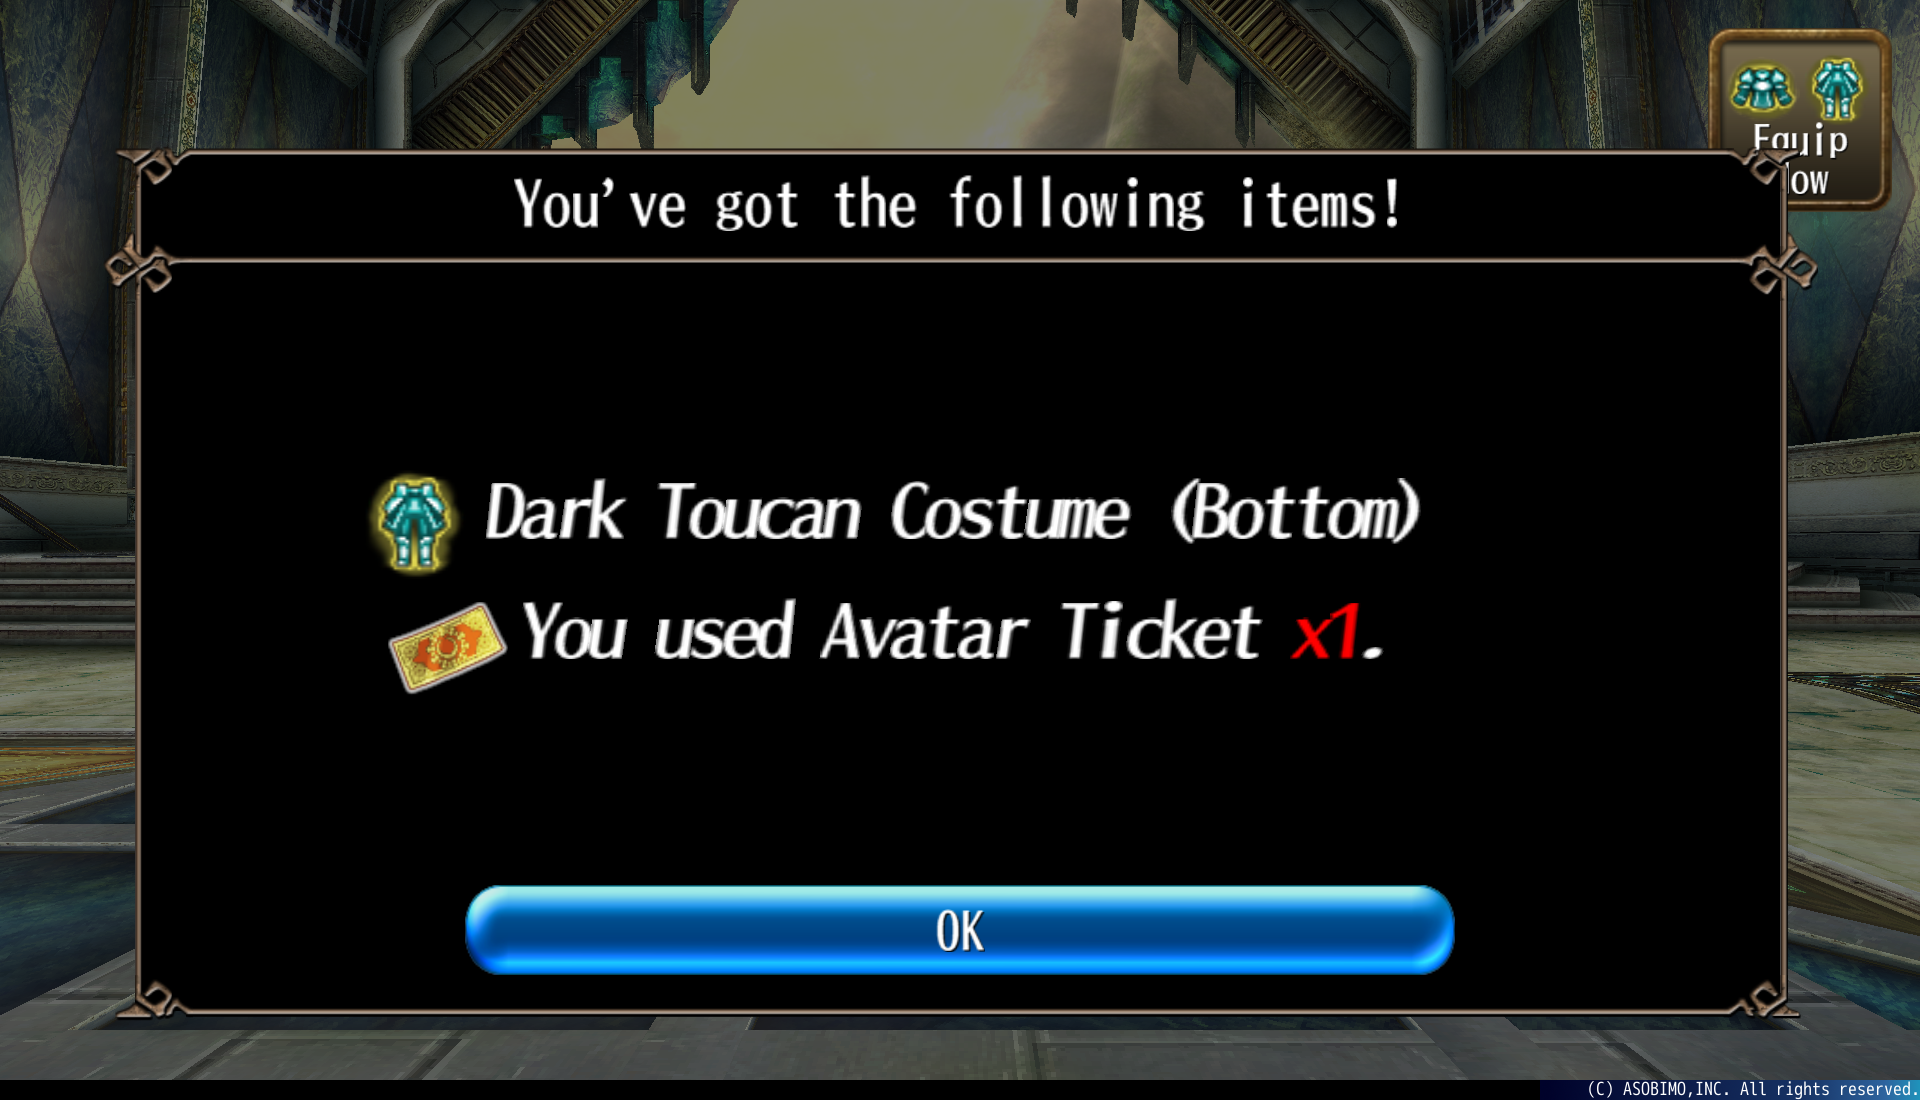 Equip
You've got the following items!
Dark Toucan Costume (Bottom)
You used Avatar Ticket x1.
OK
(C) ASOBIMO,INC. All rights reserved.